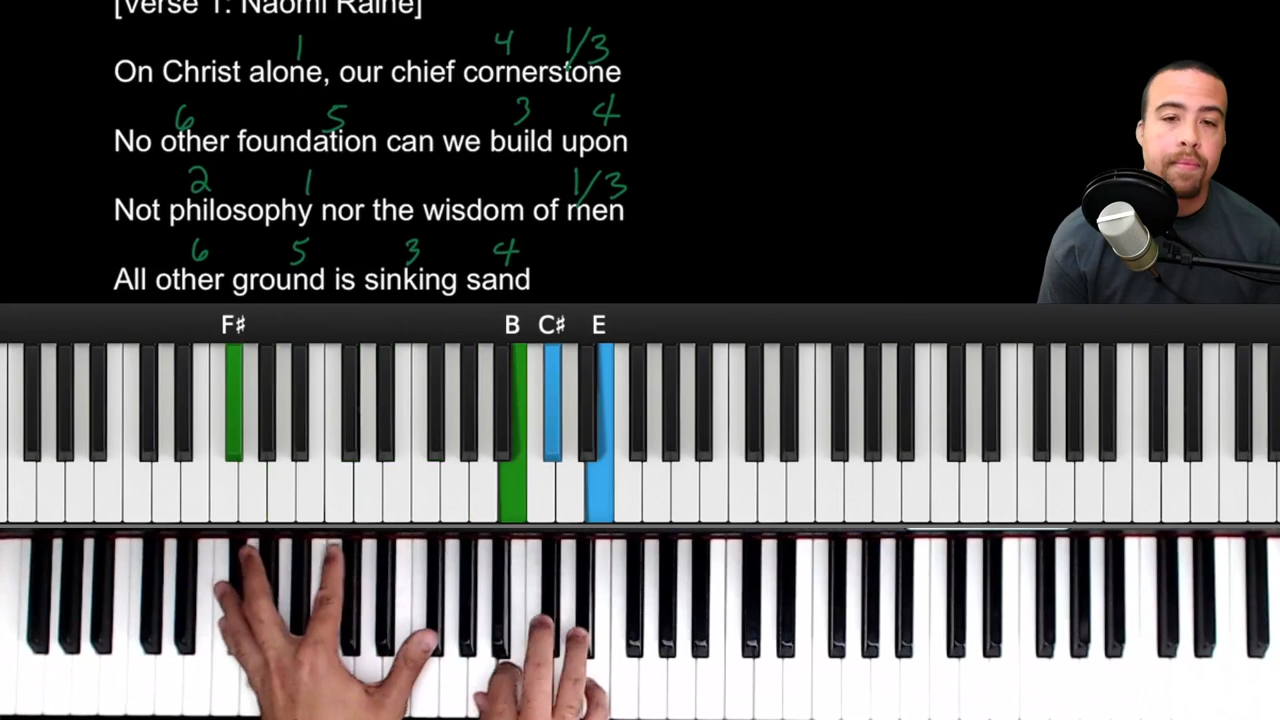 [Verse 1: Naomi Raine]
1 4 1/3
On Christ alone, our chief cornerstone
6 5 3 4
No other foundation can we build upon
2 1 1/3
Not philosophy nor the wisdom of men
6 5 3 4
All other ground is sinking sand
F♯ B C♯ E